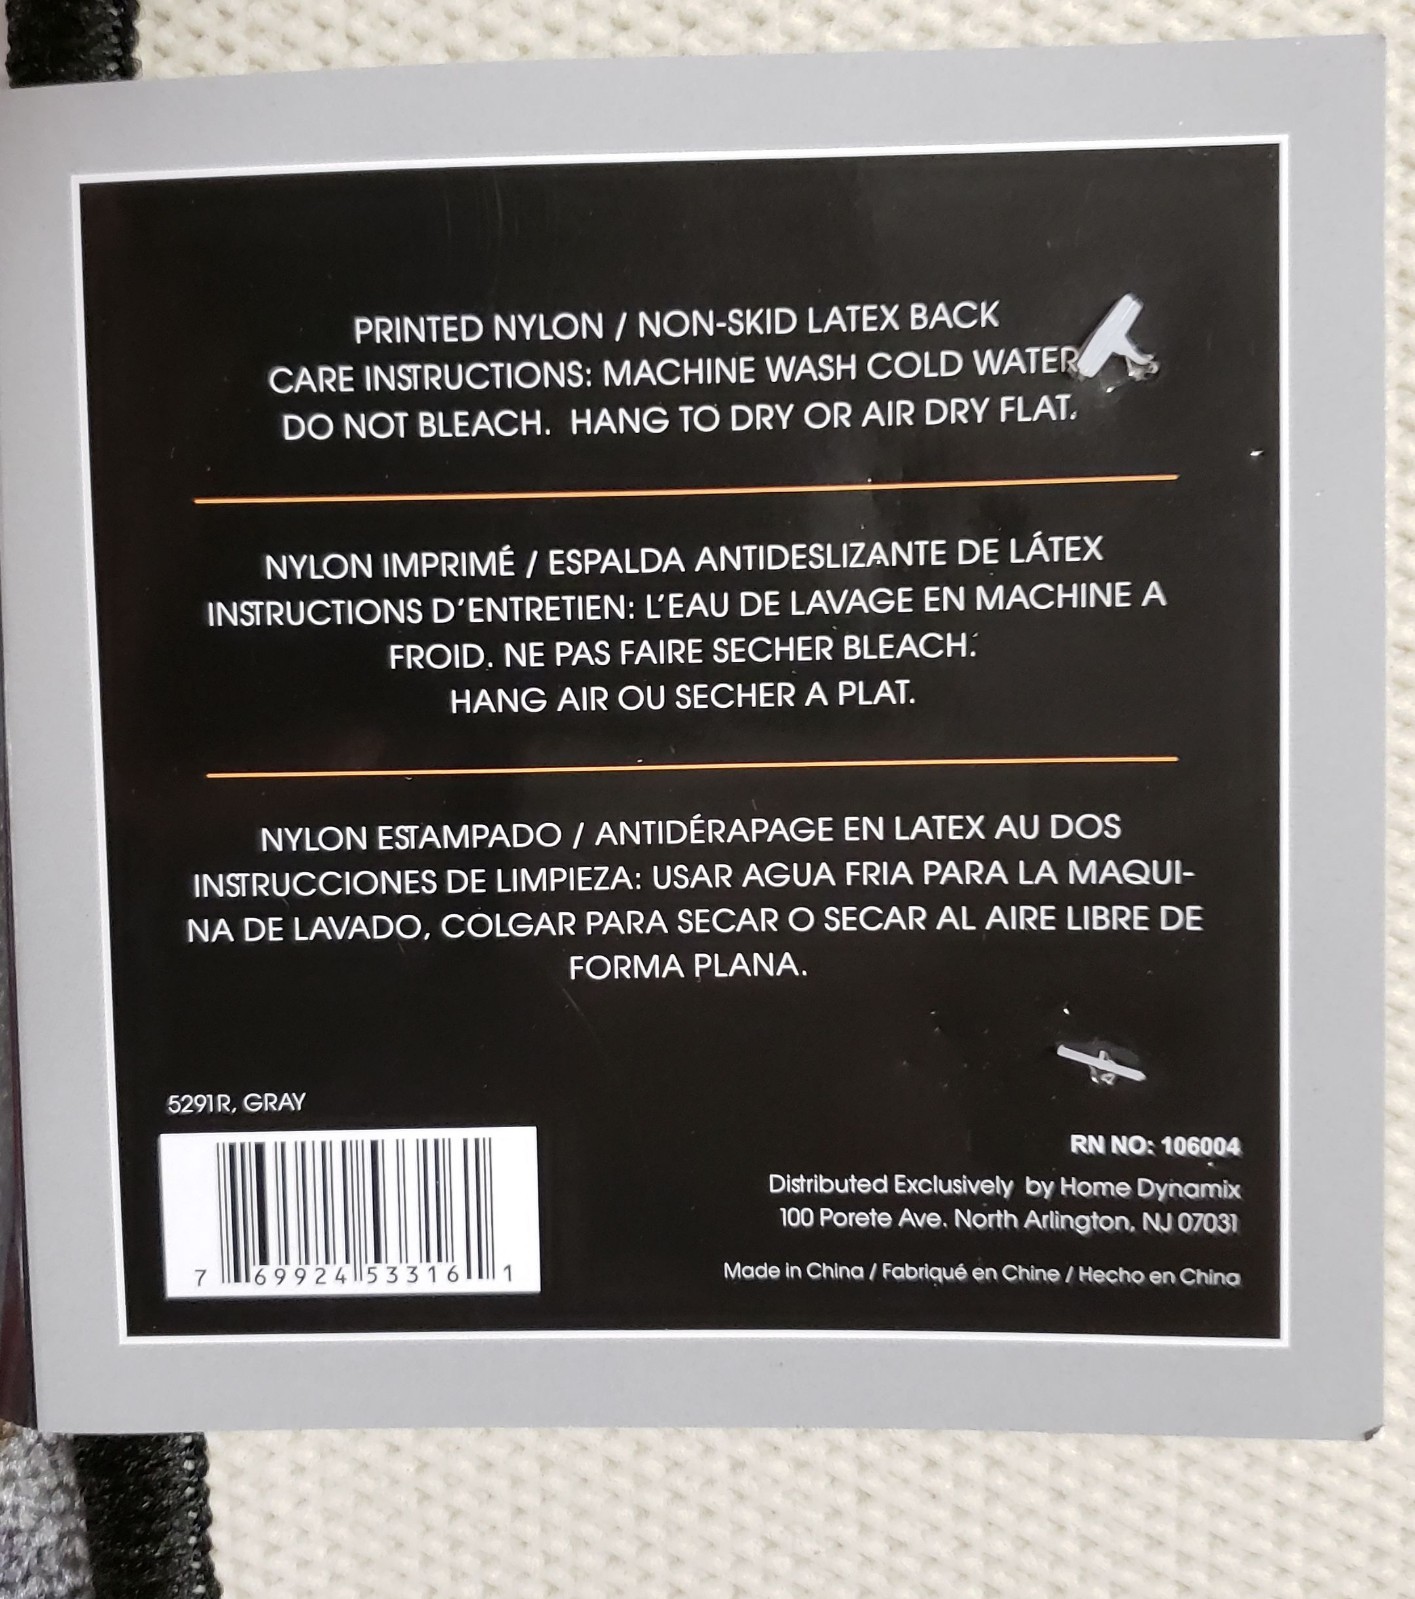 PRINTED NYLON / NON-SKID LATEX BACK
CARE INSTRUCTIONS: MACHINE WASH COLD WATER
DO NOT BLEACH. HANG TO DRY OR AIR DRY FLAT.
NYLON IMPRIMÉ / ESPALDA ANTIDESLIZANTE DE LÁTEX
INSTRUCTIONS D'ENTRETIEN: L'EAU DE LAVAGE EN MACHINE A
FROID. NE PAS FAIRE SECHER BLEACH.
HANG AIR OU SECHER A PLAT.
NYLON ESTAMPADO / ANTIDÉRAPAGE EN LATEX AU DOS
INSTRUCCIONES DE LIMPIEZA: USAR AGUA FRIA PARA LA MAQUI-
NA DE LAVADO, COLGAR PARA SECAR O SECAR AL AIRE LIBRE DE
FORMA PLANA.
5291R, GRAY
7 69924 53316 1
RN NO: 106004
Distributed Exclusively by Home Dynamix
100 Porete Ave. North Arlington, NJ 07031
Made in China / Fabriqué en Chine / Hecho en China